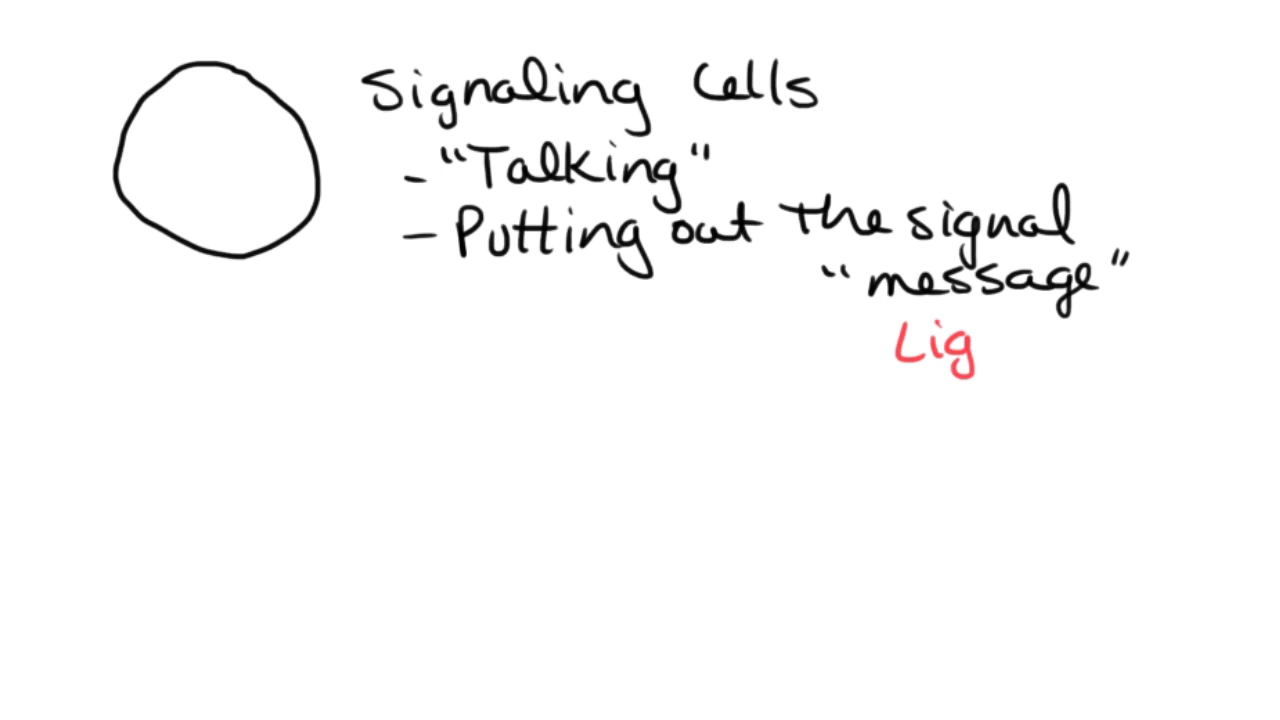 Signaling Cells
- "Talking"
- Putting out the signal
"message"
Lig